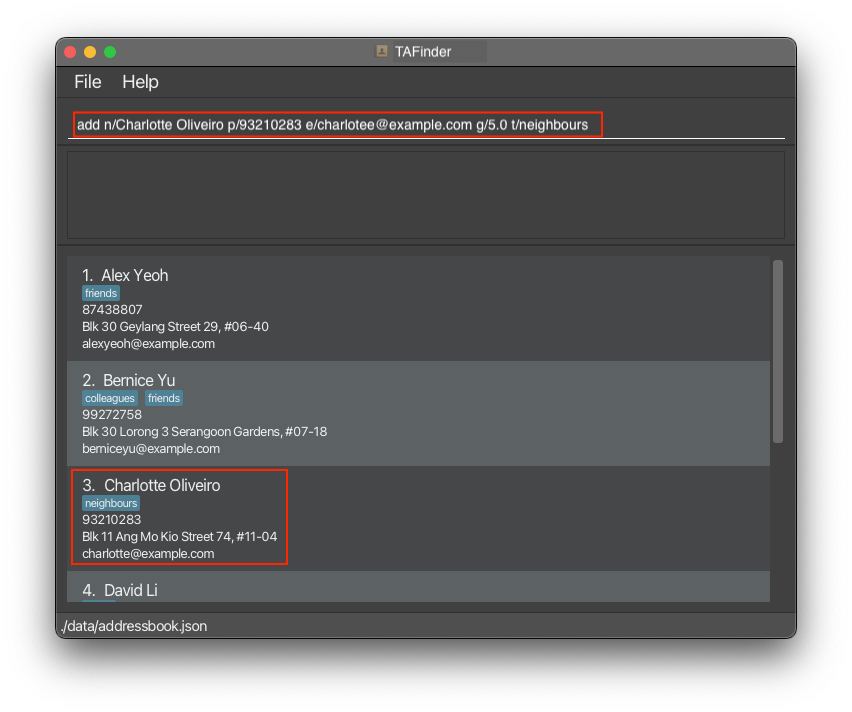 TAFinder
File Help
add n/Charlotte Oliveiro p/93210283 e/charlotee@example.com g/5.0 t/neighbours
1. Alex Yeoh
friends
87438807
Blk 30 Geylang Street 29, #06-40
alexyeoh@example.com
2. Bernice Yu
colleagues friends
99272758
Blk 30 Lorong 3 Serangoon Gardens, #07-18
berniceyu@example.com
3. Charlotte Oliveiro
neighbours
93210283
Blk 11 Ang Mo Kio Street 74, #11-04
charlotte@example.com
4. David Li
./data/addressbook.json